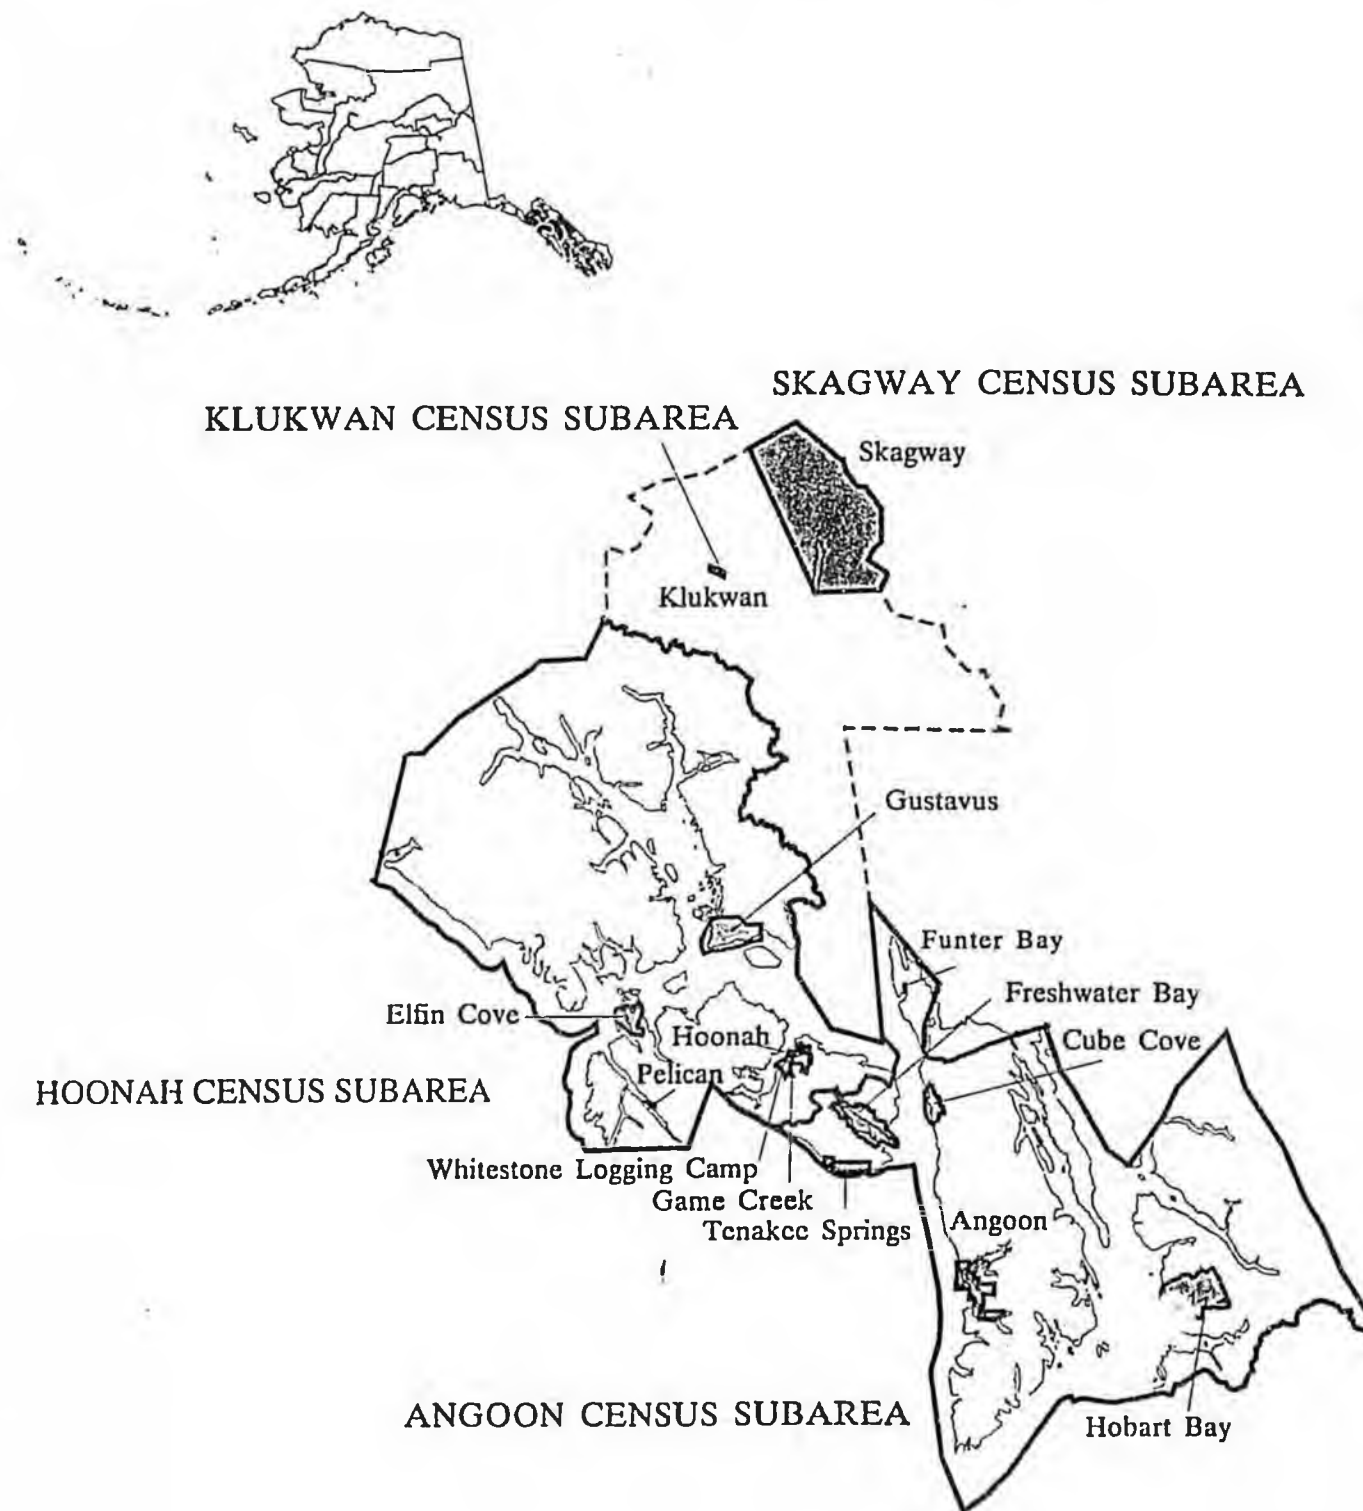 SKAGWAY CENSUS SUBAREA
KLUKWAN CENSUS SUBAREA
Skagway
Klukwan
Gustavus
Funter Bay
Freshwater Bay
Elfin Cove
Hoonah
Cube Cove
Pelican
HOONAH CENSUS SUBAREA
Whitestone Logging Camp
Game Creek
Tenakee Springs
Angoon
ANGOON CENSUS SUBAREA
Hobart Bay